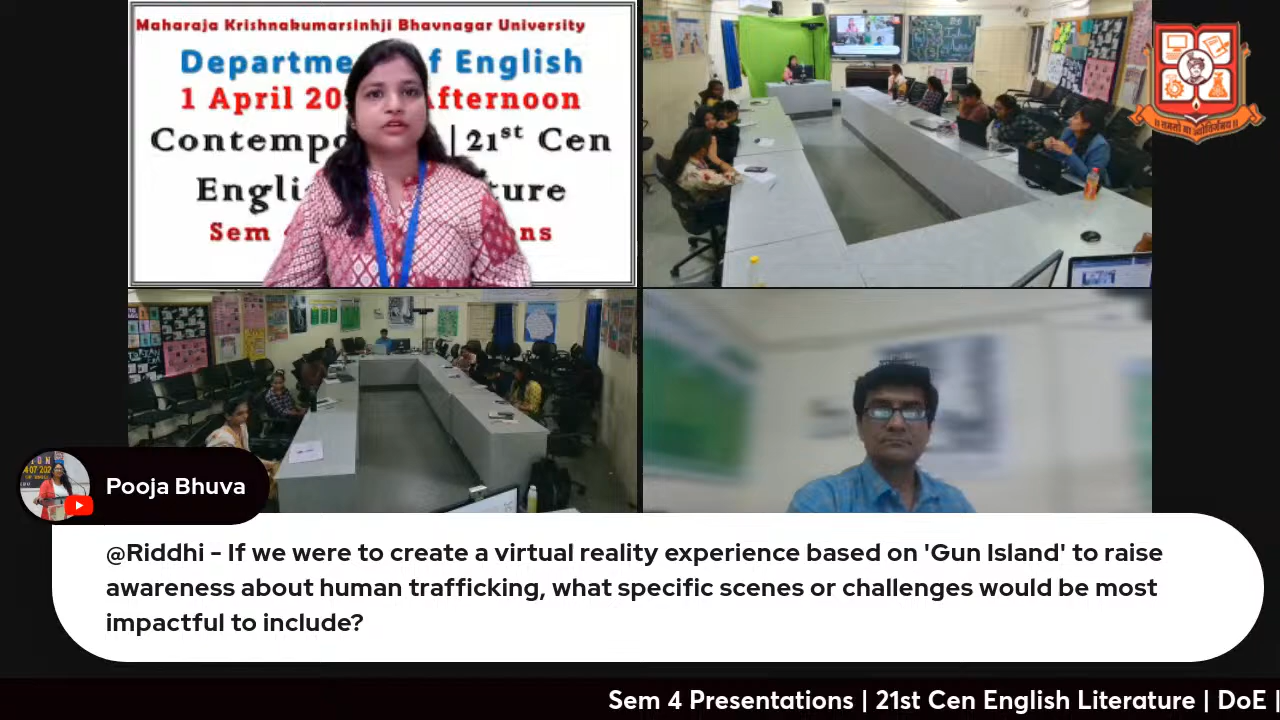 Maharaja Krishnakumarsinhji Bhavnagar University
Departme f English
1 April 20 fternoon
Contempo | 21st Cen
Engli ture
Sem ns
Pooja Bhuva
@Riddhi - If we were to create a virtual reality experience based on 'Gun Island' to raise
awareness about human trafficking, what specific scenes or challenges would be most
impactful to include?
Sem 4 Presentations | 21st Cen English Literature | DoE |